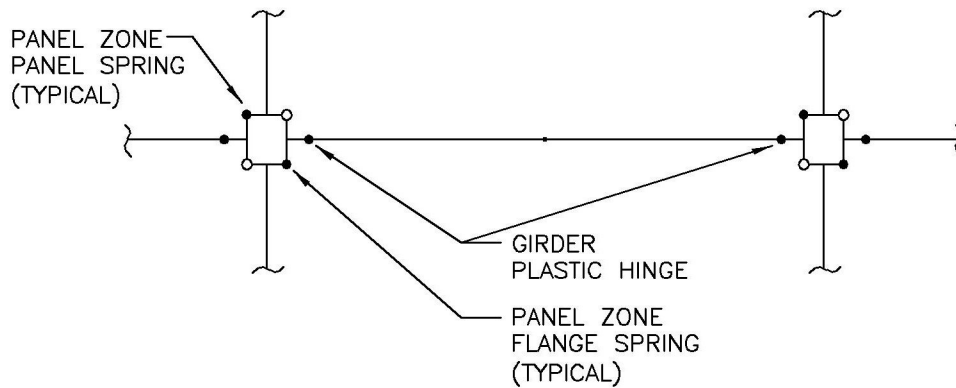 PANEL ZONE
PANEL SPRING
(TYPICAL)
GIRDER
PLASTIC HINGE
PANEL ZONE
FLANGE SPRING
(TYPICAL)